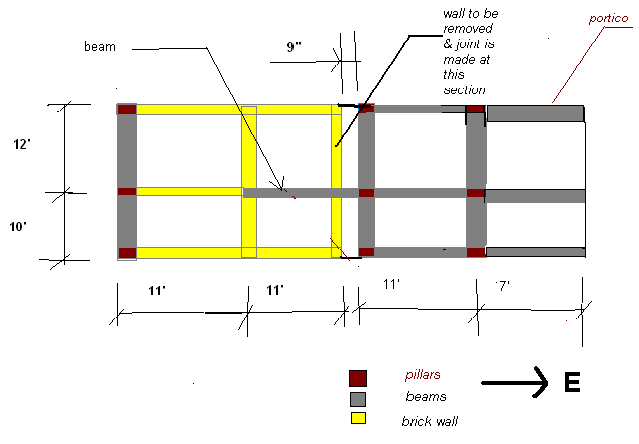 wall to be
removed
& joint is
made at
this
section
portico
beam
9"
12'
10'
11'
11'
11'
7'
pillars
beams
brick wall
E